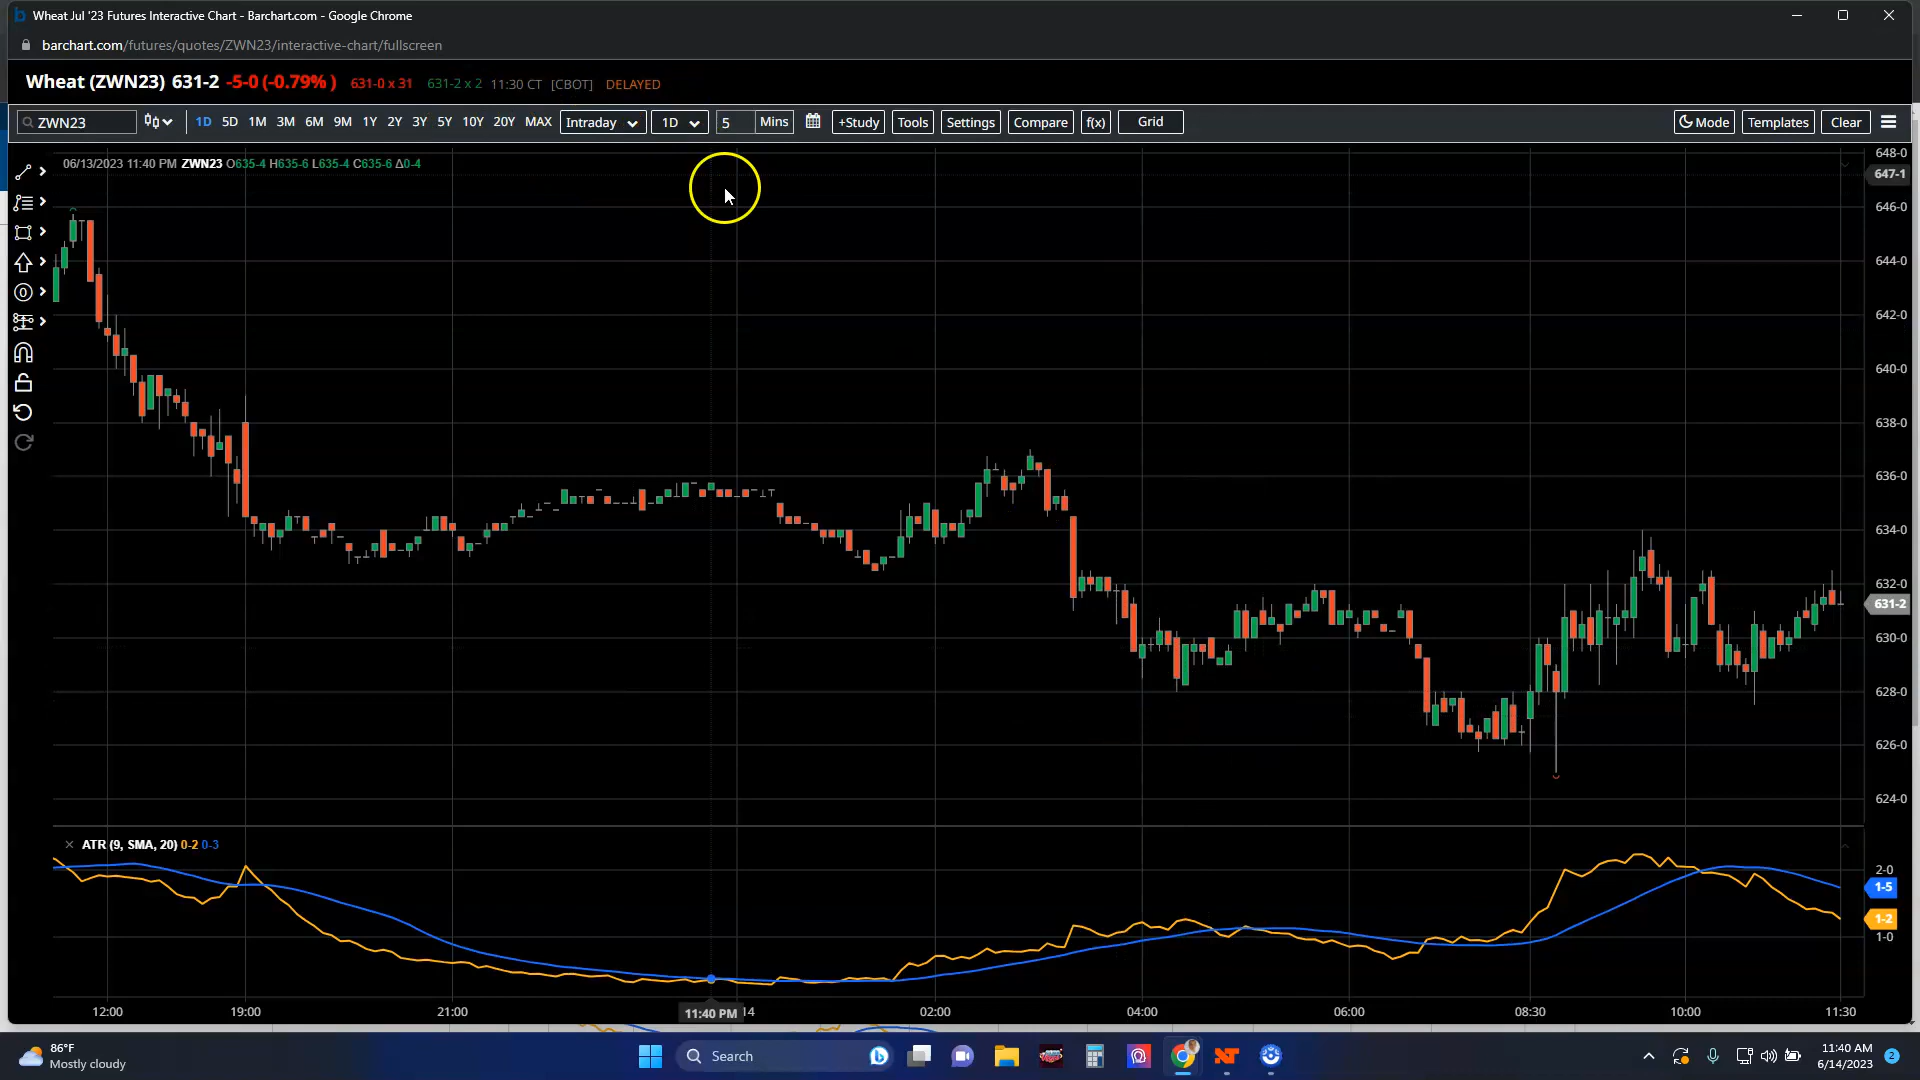 Wheat Jul '23 Futures Interactive Chart - Barchart.com - Google Chrome
barchart.com/futures/quotes/ZWN23/interactive-chart/fullscreen
Wheat (ZWN23) 631-2 -5-0 (-0.79% ) 631-0 x 31 631-2 x 2 11:30 CT [CBOT] DELAYED
ZWN23 1D 5D 1M 3M 6M 9M 1Y 2Y 3Y 5Y 10Y 20Y MAX Intraday 1D 5 Mins +Study Tools Settings Compare f(x) Grid Mode Templates Clear
06/13/2023 11:40 PM ZWN23 O635-4 H635-6 L635-4 C635-6 Δ0-4
648-0
647-1
646-0
644-0
642-0
640-0
638-0
636-0
634-0
632-0
631-2
630-0
628-0
626-0
624-0
ATR (9, SMA, 20) 0-2 0-3
2-0
1-5
1-2
1-0
12:00 19:00 21:00 11:40 PM 14 02:00 04:00 06:00 08:30 10:00 11:30
86°F
Mostly cloudy
Search
11:40 AM
6/14/2023
2